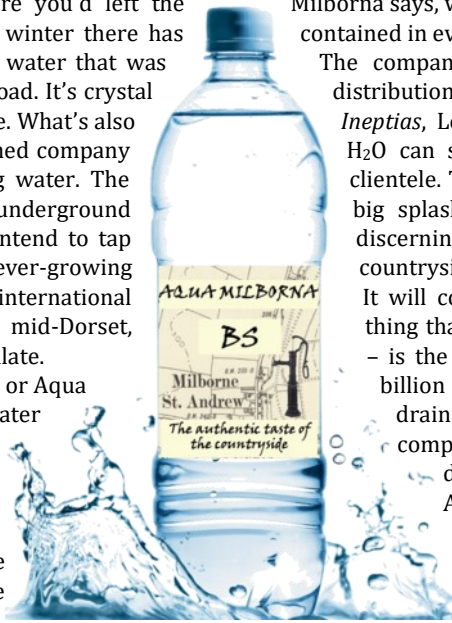 re you'd left the
winter there has
water that was
oad. It's crystal
e. What's also
ned company
g water. The
underground
ntend to tap
ever-growing
international
mid-Dorset,
late.
or Aqua
ater
e
e
AQUA MILBORNA
BS
Milborne
St. Andrew
The authentic taste of
the countryside
Milborna says, w
contained in ev
The compan
distribution
Ineptias, Lo
H₂O can s
clientele. T
big splas
discernin
countrysi
It will co
thing tha
– is the
billion
drain
comp
d
A